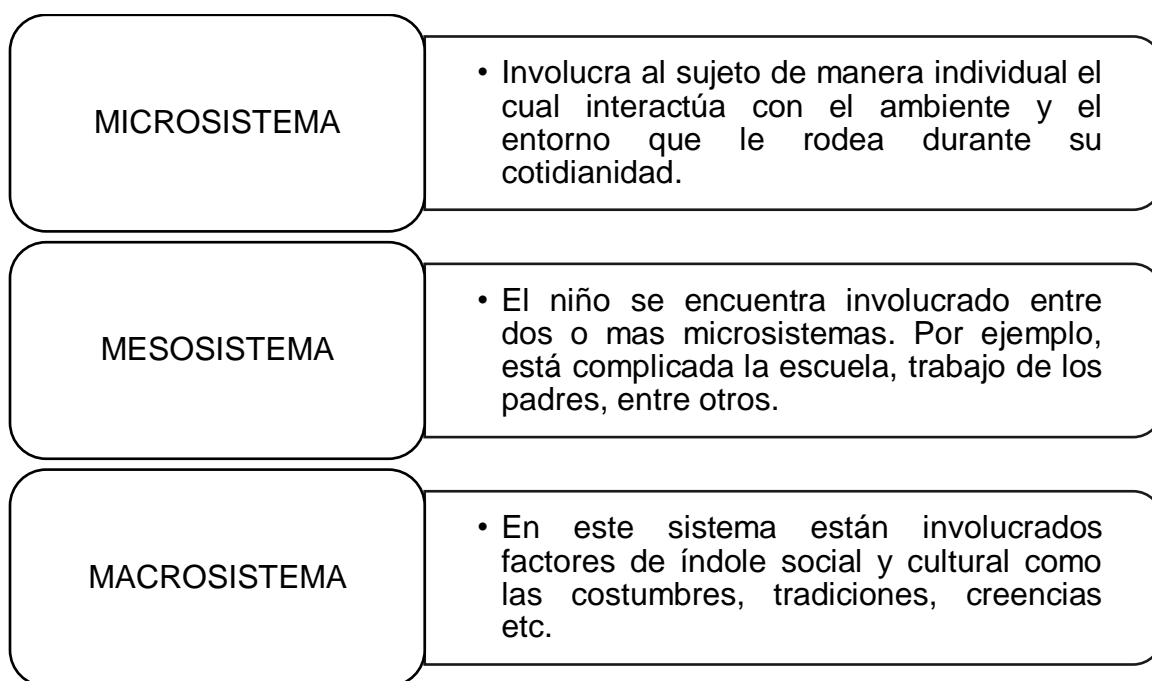 MICROSISTEMA
• Involucra al sujeto de manera individual el
cual interactúa con el ambiente y el
entorno que le rodea durante su
cotidianidad.
MESOSISTEMA
• El niño se encuentra involucrado entre
dos o mas microsistemas. Por ejemplo,
está complicada la escuela, trabajo de los
padres, entre otros.
MACROSISTEMA
• En este sistema están involucrados
factores de índole social y cultural como
las costumbres, tradiciones, creencias
etc.